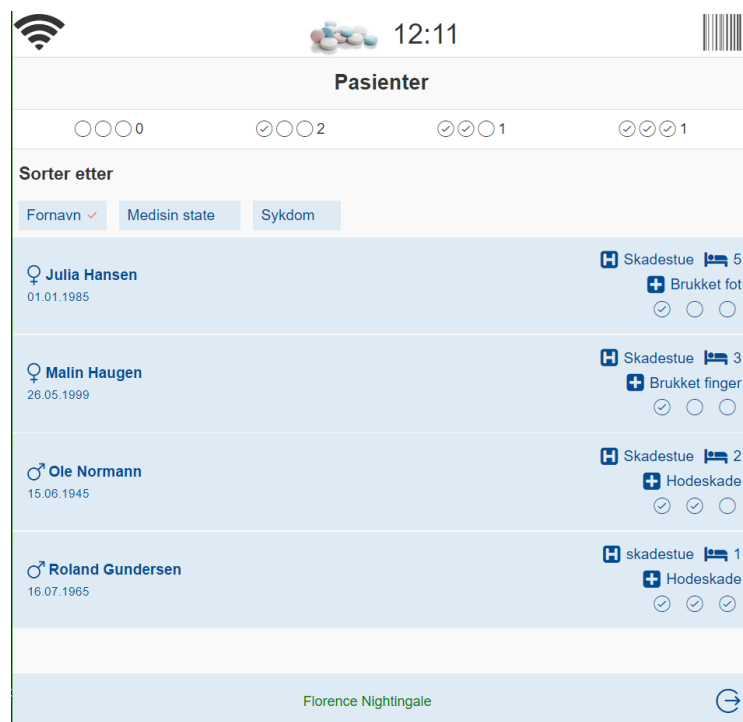 12:11
Pasienter
0 2 1 1
Sorter etter
Fornavn Medisin state Sykdom
Julia Hansen
01.01.1985
H Skadestue 5
Brukket fot
Malin Haugen
26.05.1999
H Skadestue 3
Brukket finger
Ole Normann
15.06.1945
H Skadestue 2
Hodeskade
Roland Gundersen
16.07.1965
H skadestue 1
Hodeskade
Florence Nightingale